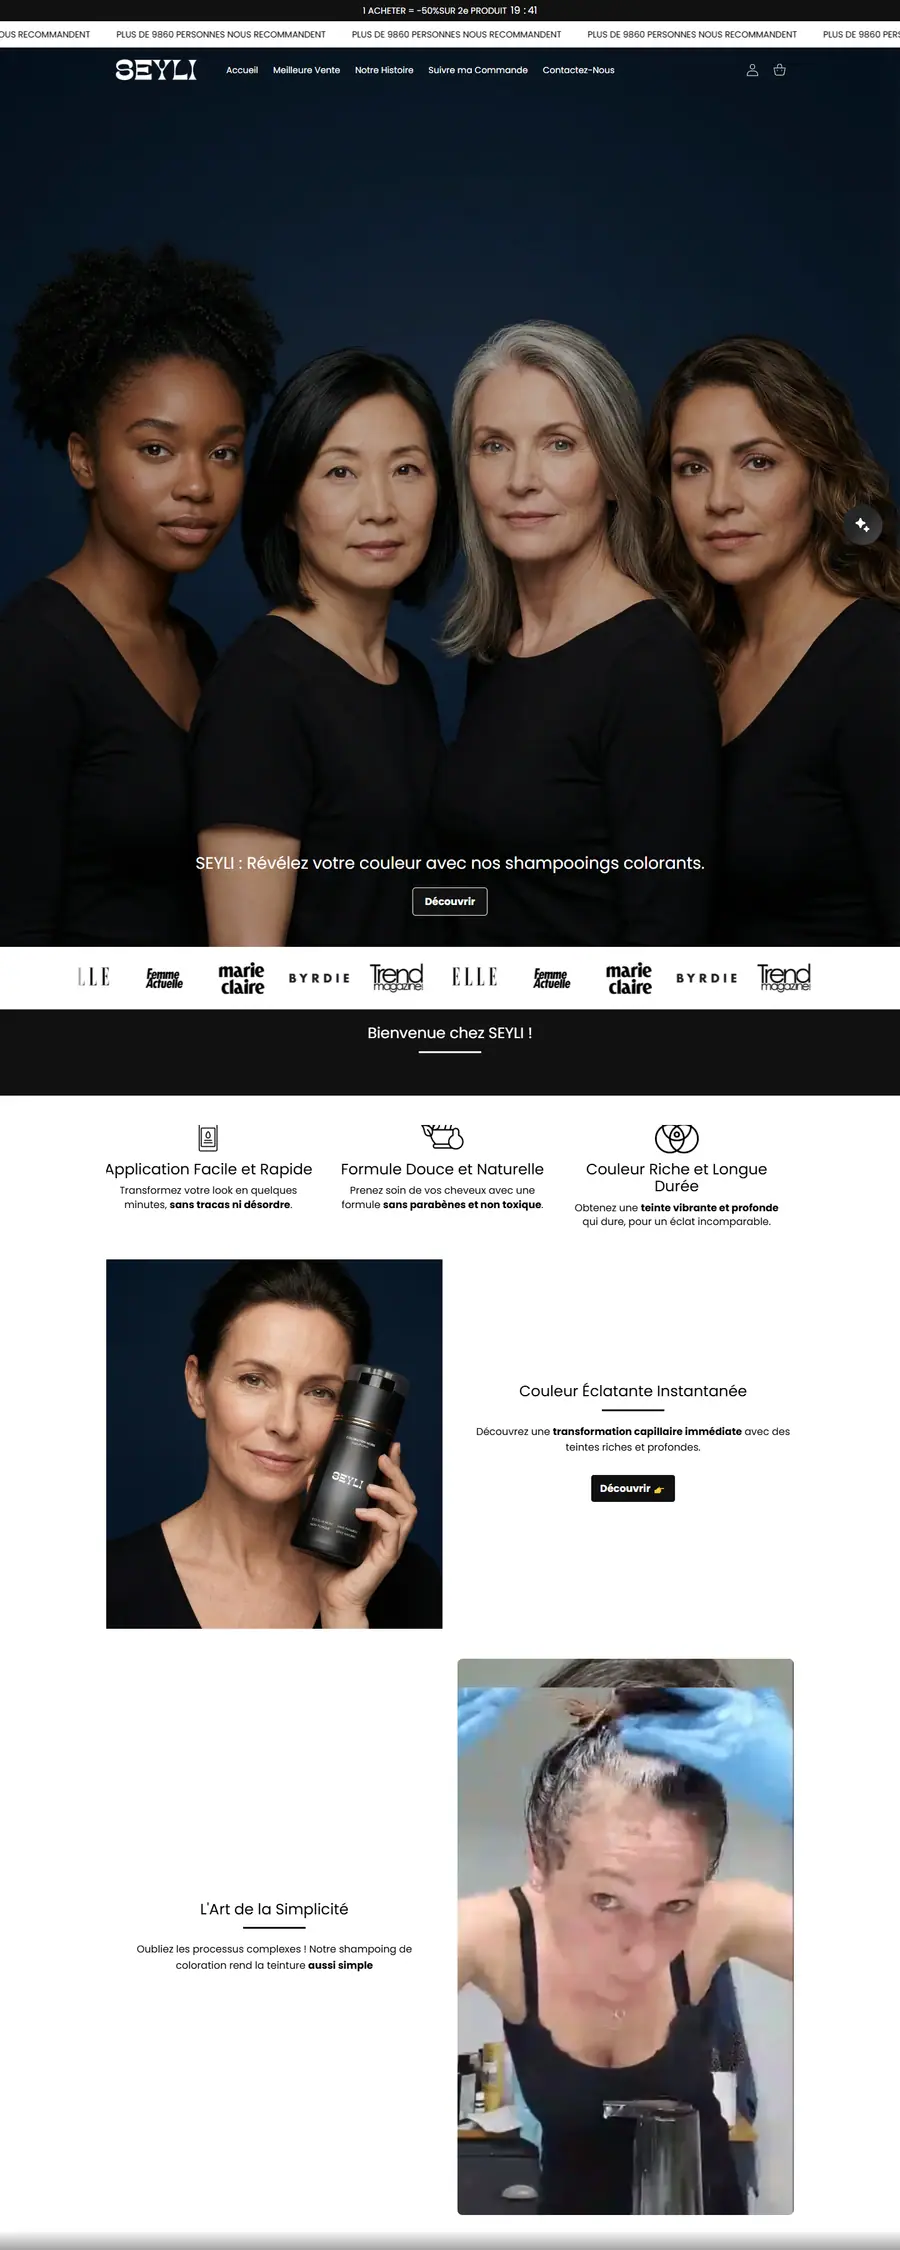 1 ACHETER = -50%SUR 2e PRODUIT 19 : 41
OUS RECOMMANDENT PLUS DE 9860 PERSONNES NOUS RECOMMANDENT PLUS DE 9860 PERSONNES NOUS RECOMMANDENT PLUS DE 9860 PERSONNES NOUS RECOMMANDENT PLUS DE 9860 PERS
SEYLI Accueil Meilleure Vente Notre Histoire Suivre ma Commande Contactez-Nous
SEYLI : Révélez votre couleur avec nos shampooings colorants.
Découvrir
LLE Femme Actuelle marie claire BYRDIE Trend magazine ELLE Femme Actuelle marie claire BYRDIE Trend magazine
Bienvenue chez SEYLI !
Application Facile et Rapide
Transformez votre look en quelques
minutes, sans tracas ni désordre.
Formule Douce et Naturelle
Prenez soin de vos cheveux avec une
formule sans parabènes et non toxique.
Couleur Riche et Longue
Durée
Obtenez une teinte vibrante et profonde
qui dure, pour un éclat incomparable.
SEYLI
Couleur Éclatante Instantanée
Découvrez une transformation capillaire immédiate avec des
teintes riches et profondes.
Découvrir 👉
L'Art de la Simplicité
Oubliez les processus complexes ! Notre shampoing de
coloration rend la teinture aussi simple